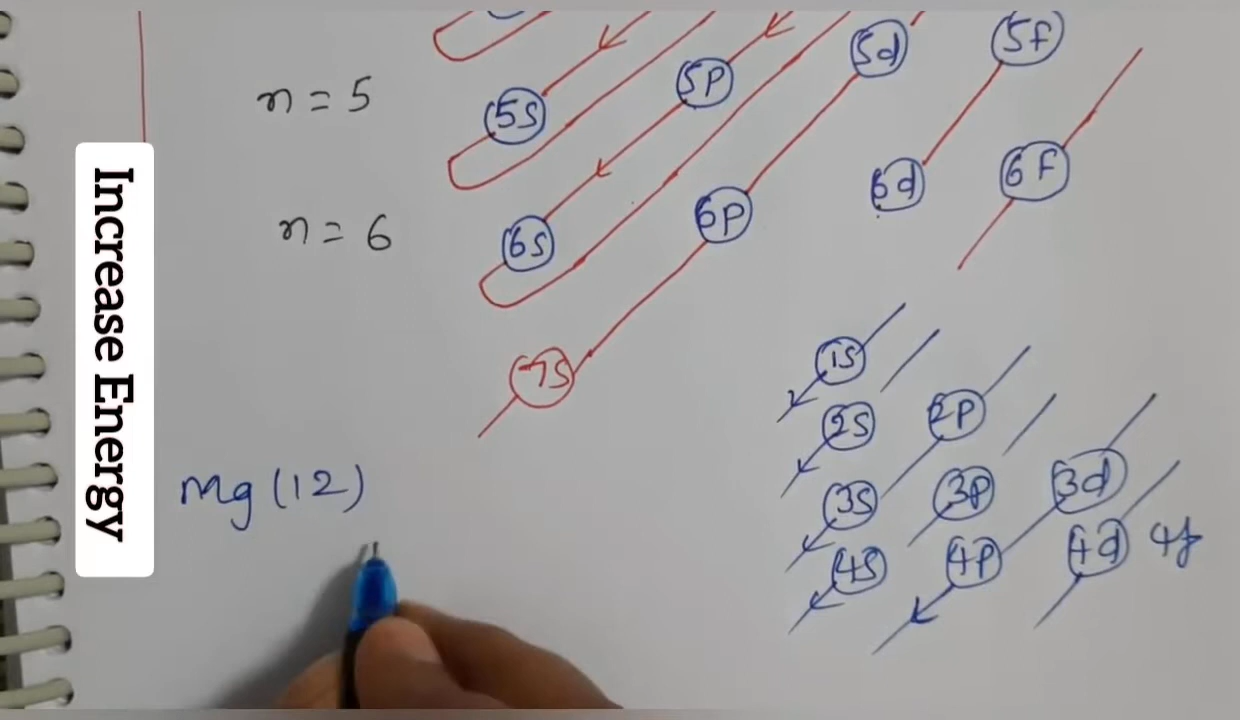 5d 5f
n = 5 5s 5p
6d 6f
n = 6 6s 6p
7s
1s
2s 2p
3s 3p 3d
4s 4p 4d 4f
Mg (12)
Increase Energy